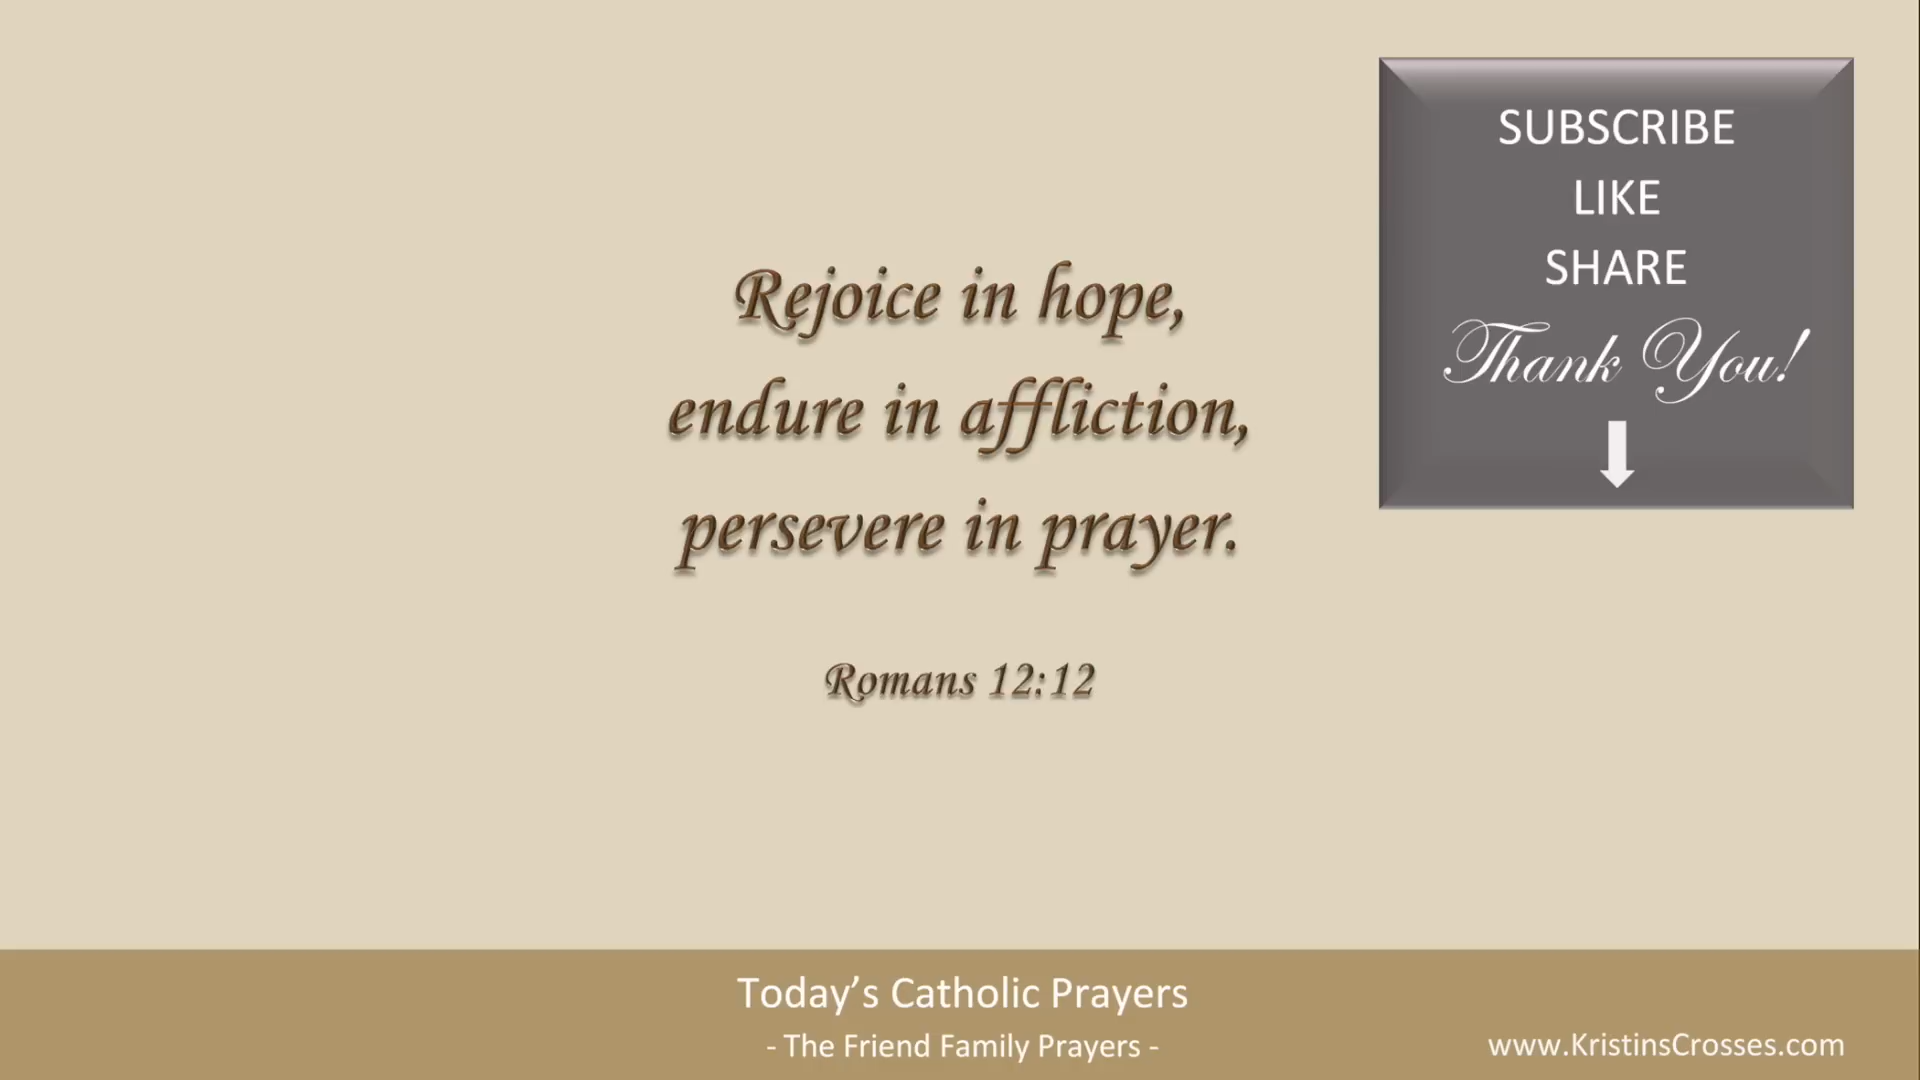 Rejoice in hope,
endure in affliction,
persevere in prayer.
Romans 12:12
SUBSCRIBE
LIKE
SHARE
Thank You!
Today’s Catholic Prayers
- The Friend Family Prayers -
www.KristinsCrosses.com